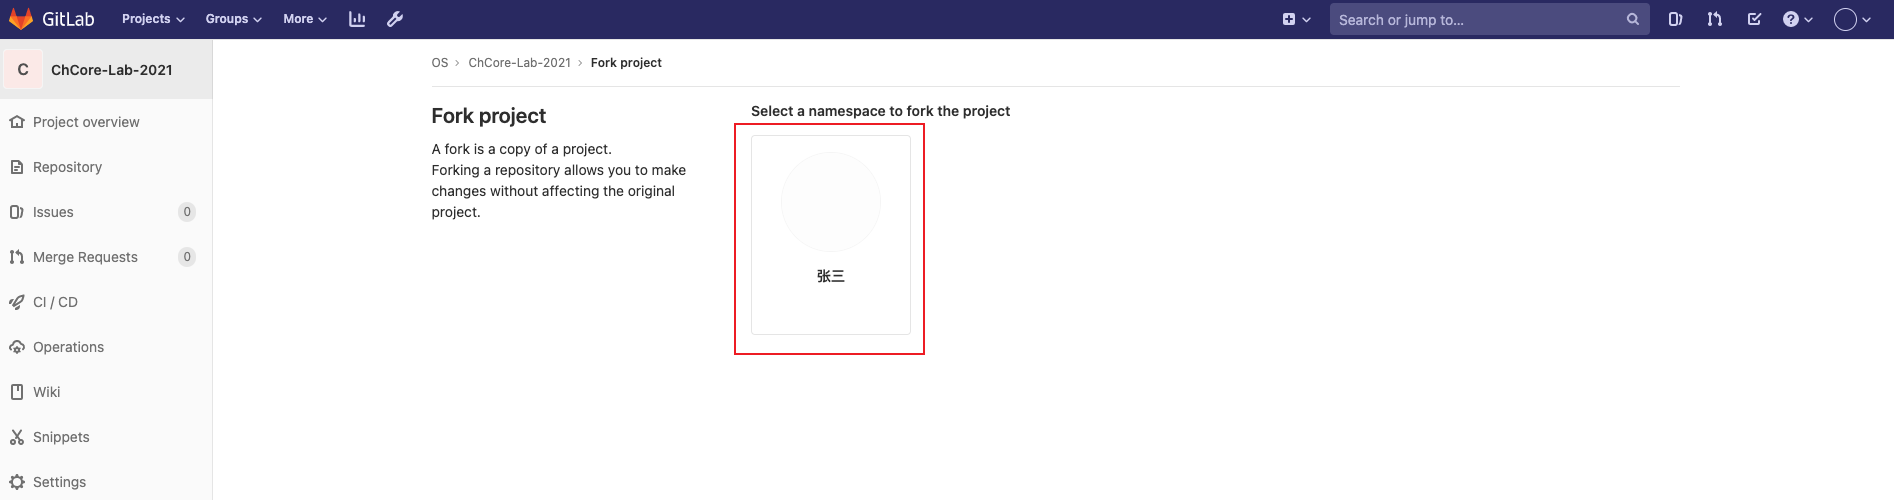 GitLab Projects Groups More Search or jump to...
C ChCore-Lab-2021
Project overview
Repository
Issues 0
Merge Requests 0
CI / CD
Operations
Wiki
Snippets
Settings
OS › ChCore-Lab-2021 › Fork project
Fork project
A fork is a copy of a project.
Forking a repository allows you to make
changes without affecting the original
project.
Select a namespace to fork the project
张三